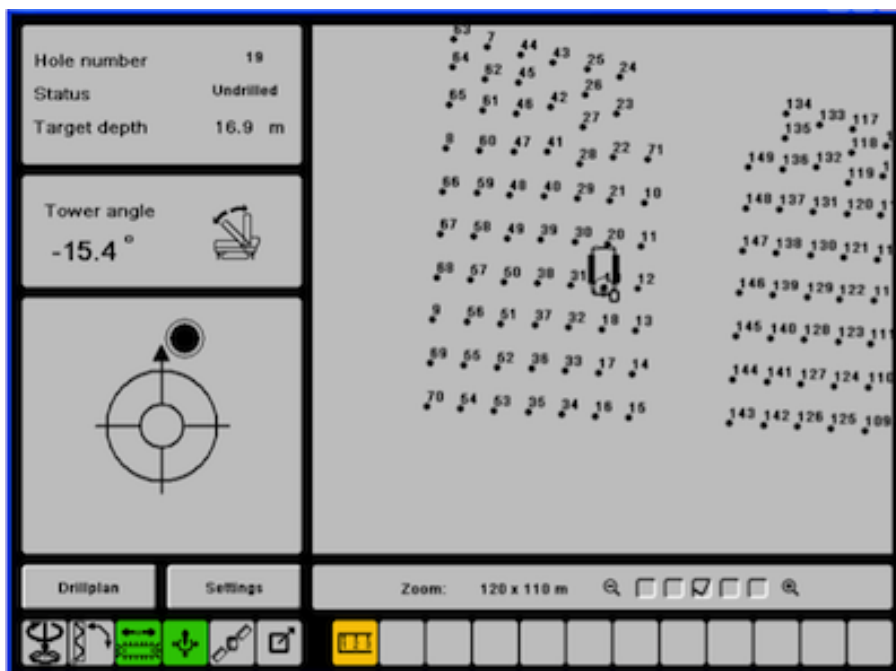 Hole number 19
Status Undrilled
Target depth 16.9 m
Tower angle
-15.4 °
63 7 44 43 25 24
64 62 45 42 26 23
65 61 46 41 27 22 71
8 60 47 40 28 21 10
66 59 48 39 29 20 11
67 58 49 38 30 12
68 57 50 37 31 18 13
9 56 51 36 32 17 14
69 55 52 35 33 16 15
70 54 53 34
134 133 117
135 118
149 136 132 119
148 137 131 120
147 138 130 121
146 139 129 122
145 140 128 123
144 141 127 124 110
143 142 126 125 109
Drillplan Settings
Zoom: 120 x 110 m